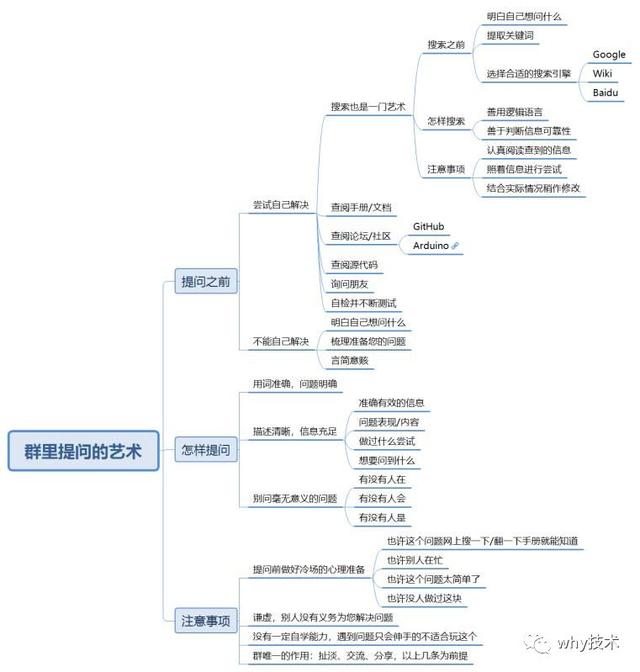 群里提问的艺术
提问之前
尝试自己解决
搜索也是一门艺术
搜索之前
明白自己想问什么
提取关键词
选择合适的搜索引擎
Google
Wiki
Baidu
怎样搜索
善用逻辑语言
善于判断信息可靠性
注意事项
认真阅读查到的信息
照着信息进行尝试
结合实际情况稍作修改
查阅手册/文档
查阅论坛/社区
GitHub
Arduino
查阅源代码
询问朋友
自检并不断测试
不能自己解决
明白自己想问什么
梳理准备您的问题
言简意赅
怎样提问
用词准确，问题明确
描述清晰，信息充足
准确有效的信息
问题表现/内容
做过什么尝试
想要问到什么
别问毫无意义的问题
有没有人在
有没有人会
有没有人是
注意事项
提问前做好冷场的心理准备
也许这个问题网上搜一下/翻一下手册就能知道
也许别人在忙
也许这个问题太简单了
也许没人做过这块
谦虚，别人没有义务为您解决问题
没有一定自学能力，遇到问题只会伸手的不适合玩这个
群唯一的作用：扯淡、交流、分享，以上几条为前提
why技术